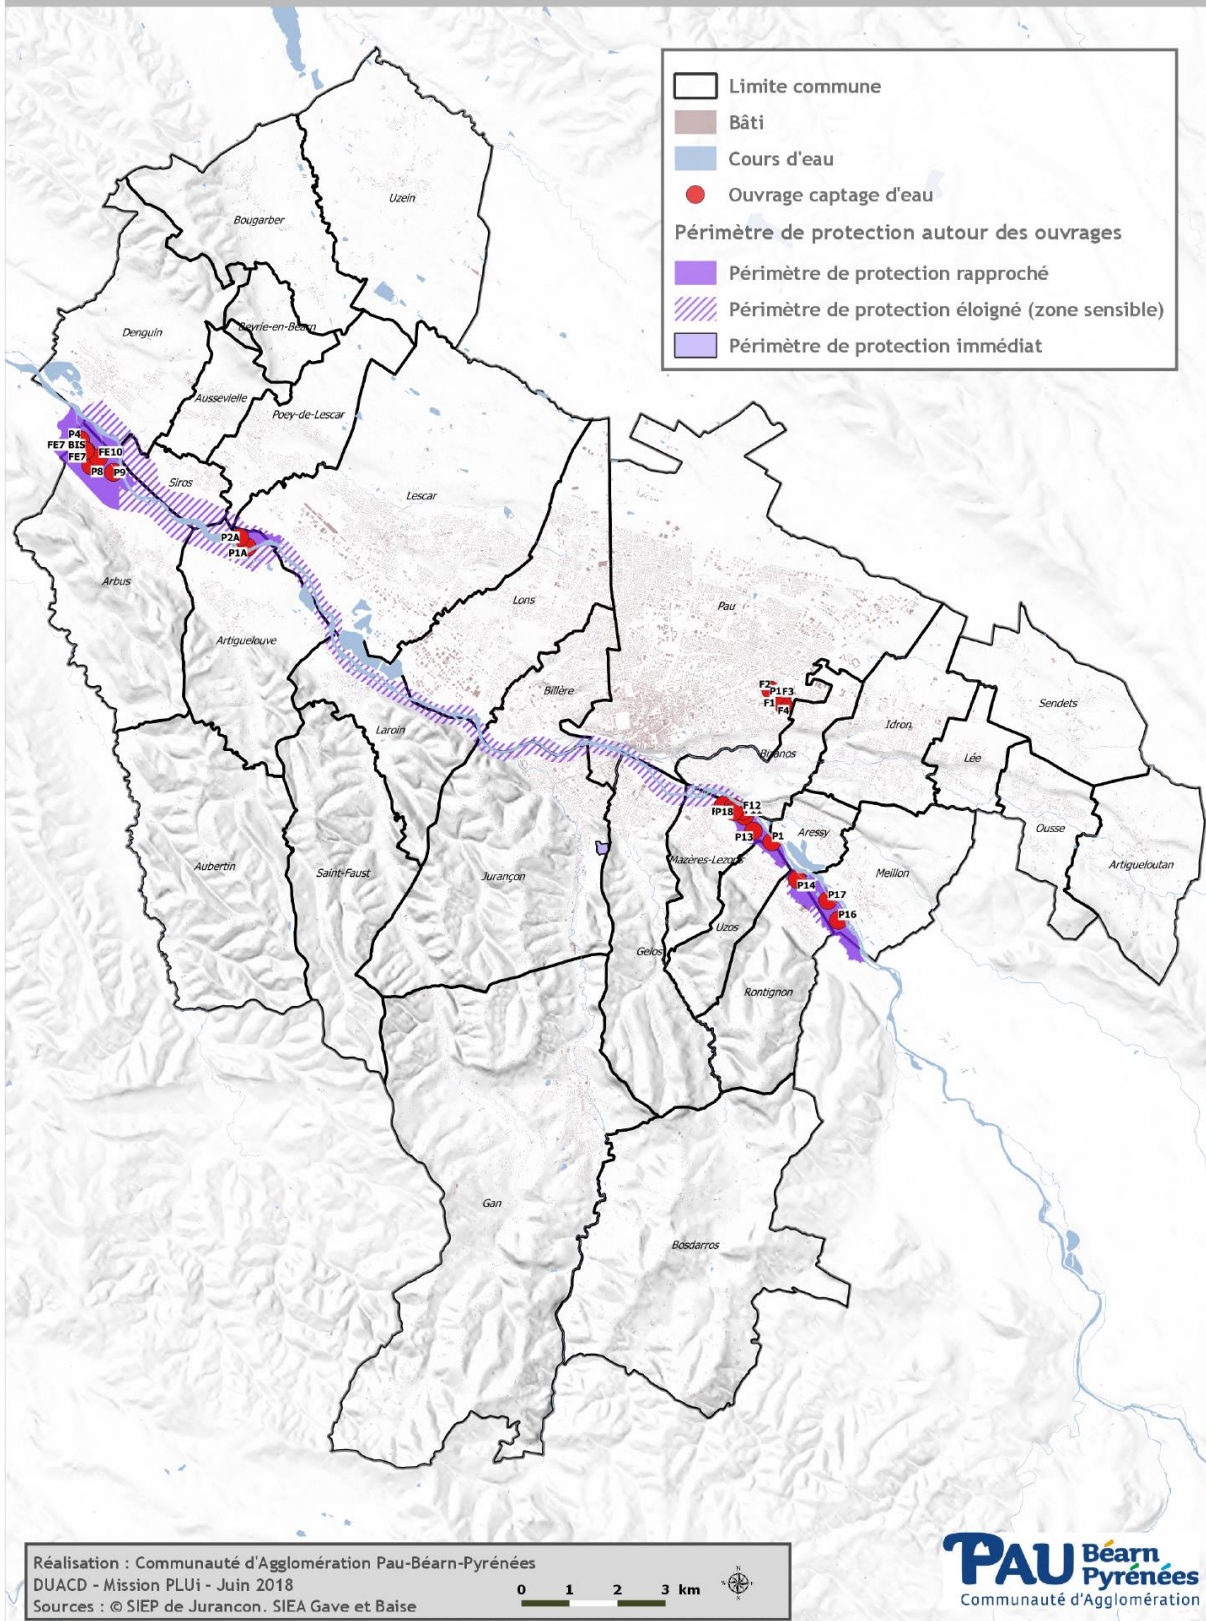 Limite commune
Bâti
Cours d'eau
Ouvrage captage d'eau
Périmètre de protection autour des ouvrages
Périmètre de protection rapproché
Périmètre de protection éloigné (zone sensible)
Périmètre de protection immédiat
Uzein
Bougarber
Beyrie-en-Béarn
Denguin
Aussevielle
Poey-de-Lescar
P4
FE7 BIS
FE10
FE7
P8
P9
Siros
Lescar
P2A
P1A
Arbus
Lons
Pau
Artiguelouve
Billère
F2
P1
F3
F1
F4
Idron
Sendets
Laroin
Bizanos
Lée
F12
P18
P13
P1
Aressy
Ousse
Mazères-Lezons
Artigueloutan
Aubertin
Saint-Faust
Jurançon
Meillon
P14
P17
P16
Uzos
Gelos
Rontignon
Gan
Bosdarros
Réalisation : Communauté d'Agglomération Pau-Béarn-Pyrénées
DUACD - Mission PLUi - Juin 2018
Sources : © SIEP de Jurancon. SIEA Gave et Baise
0 1 2 3 km
PAU Béarn
Pyrénées
Communauté d'Agglomération